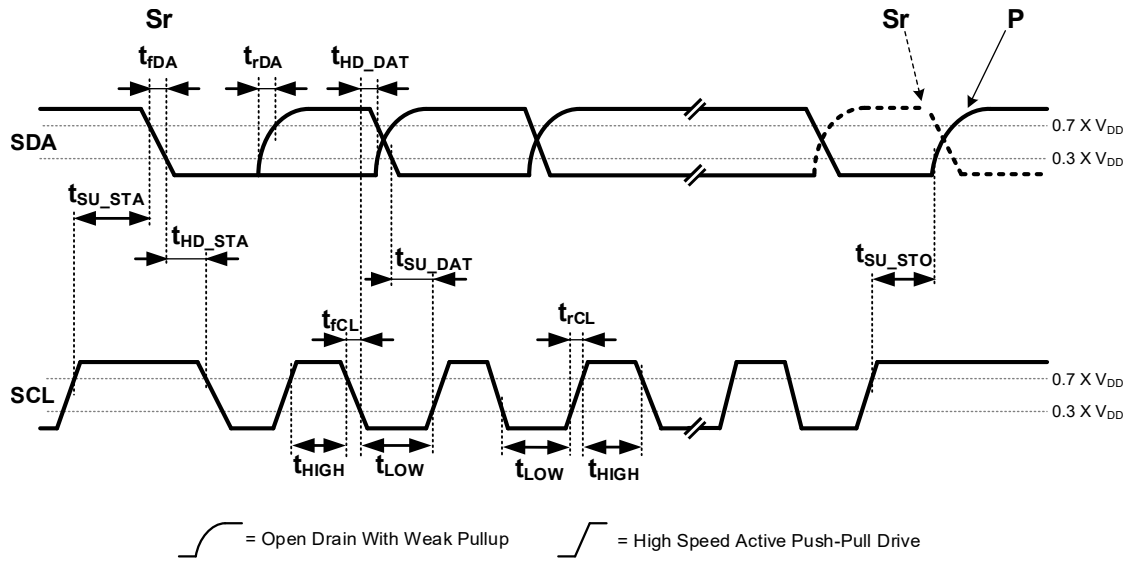 Sr
Sr
P
tfDA
trDA
tHD_DAT
SDA
0.7 X VDD
0.3 X VDD
tSU_STA
tHD_STA
tSU_DAT
tSU_STO
tfCL
trCL
SCL
0.7 X VDD
0.3 X VDD
tHIGH
tLOW
tLOW
tHIGH
= Open Drain With Weak Pullup
= High Speed Active Push-Pull Drive